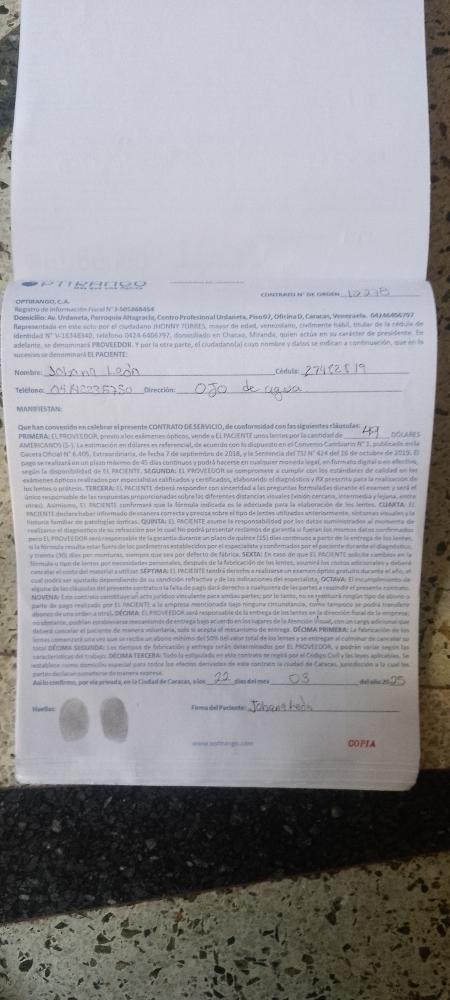 OPTIRANGO
CONTRATO N° DE ORDEN
OPTIRANGO, C.A.
Registro de Información Fiscal N° J-501868454
Domicilio: Av. Urdaneta, Parroquia Altagracia, Centro Profesional Urdaneta, Piso 07, Oficina D, Caracas, Venezuela. 04246406797
Representada en este acto por el ciudadano JHONNY TORRES, mayor de edad, venezolano, civilmente hábil, titular de la cédula de
identidad N° V-16348340, teléfono 0424-6406797, domiciliado en Chacao, Miranda, quien actúa en su carácter de presidente. En
adelante, se denominará PROVEEDOR. Y por la otra parte, el ciudadano(a) cuyo nombre y datos se indican a continuación, que en lo
sucesivo se denominará EL PACIENTE:
Nombre: Johana León Cédula:
Teléfono: Dirección: Ojo de agua
MANIFIESTAN:
Que han convenido en celebrar el presente CONTRATO DE SERVICIO, de conformidad con las siguientes cláusulas:
PRIMERA: EL PROVEEDOR, previo a los exámenes ópticos, vende a EL PACIENTE unos lentes por la cantidad de 49 DÓLARES
AMERICANOS ($.). La estimación en dólares es referencial, de acuerdo con lo dispuesto en el Convenio Cambiario N° 1, publicado en la
Gaceta Oficial N° 6.405, Extraordinaria, de fecha 7 de septiembre de 2018, y la Sentencia del TSJ N° 424 del 16 de octubre de 2019. El
pago se realizará en un plazo máximo de 45 días continuos y podrá hacerse en cualquier moneda legal, en formato digital o en efectivo,
según la disponibilidad de EL PACIENTE. SEGUNDA: EL PROVEEDOR se compromete a cumplir con los estándares de calidad en los
exámenes ópticos realizados por especialistas calificados y certificados, elaborando el diagnóstico y RX prescrita para la realización de
los lentes o prótesis. TERCERA: EL PACIENTE deberá responder con sinceridad a las preguntas formuladas durante el examen y será el
único responsable de las respuestas proporcionadas sobre las diferentes distancias visuales (visión cercana, intermedia y lejana, entre
otras). Asimismo, EL PACIENTE confirmará que la fórmula indicada es la adecuada para la elaboración de los lentes. CUARTA: EL
PACIENTE declara haber informado de manera correcta y precisa sobre el tipo de lentes utilizados anteriormente, síntomas visuales y la
historia familiar de patologías ópticas. QUINTA: EL PACIENTE asume la responsabilidad por los datos suministrados al momento de
realizarse el diagnóstico de su refracción por lo cual No podrá presentar reclamos de garantía si fueran los mismos datos confirmados
pero EL PROVEEDOR será responsable de la garantía durante un plazo de quince (15) días continuos a partir de la entrega de los lentes,
si la fórmula resulta estar fuera de los parámetros establecidos por el especialista y confirmados por el paciente durante el diagnóstico,
y treinta (30) días por monturas, siempre que sea por defecto de fábrica. SEXTA: En caso de que EL PACIENTE solicite cambios en la
fórmula o tipo de lentes por necesidades personales, después de la fabricación de los lentes, asumirá los costos adicionales y deberá
cancelar el costo del material a utilizar. SÉPTIMA: EL PACIENTE tendrá derecho a realizarse un examen óptico gratuito durante el año, el
cual podrá ser ajustado dependiendo de su condición refractiva y de las indicaciones del especialista. OCTAVA: El incumplimiento de
alguna de las cláusulas del presente contrato o la falta de pago dará derecho a cualquiera de las partes a rescindir el presente contrato.
NOVENA: Este contrato constituye un acto jurídico vinculante para ambas partes; por lo tanto, no se restituirá ningún tipo de abono o
parte de pago realizado por EL PACIENTE a la empresa mencionada bajo ninguna circunstancia, como tampoco se podrá transferir
abonos de una orden a otra). DÉCIMA: EL PROVEEDOR será responsable de la entrega de los lentes en la dirección fiscal de la empresa;
no obstante, podrían establecerse mecanismos de entrega de acuerdo en los lugares de la Atención Visual, con un cargo adicional que
deberá cancelar el paciente de manera voluntaria, solo si acepta el mecanismo de entrega. DÉCIMA PRIMERA: La fabricación de los
lentes comenzará una vez que se reciba un abono mínimo del 50% del valor total de los lentes y se entregan al culminar de cancelar su
total DÉCIMA SEGUNDA: Los tiempos de fabricación y entrega serán determinados por EL PROVEEDOR, y podrán variar según las
características del trabajo. DÉCIMA TERCERA: Todo lo estipulado en este contrato se regirá por el Código Civil y las leyes aplicables. Se
establece como domicilio especial para todos los efectos derivados de este contrato la ciudad de Caracas, jurisdicción a la cual las
partes declaran someterse de manera expresa.
Así lo confirmo, por vía privada, en la Ciudad de Caracas, a los 22 días del mes 03 del año 2025
Huellas: Firma del Paciente: Johana León
www.optirango.com COPIA